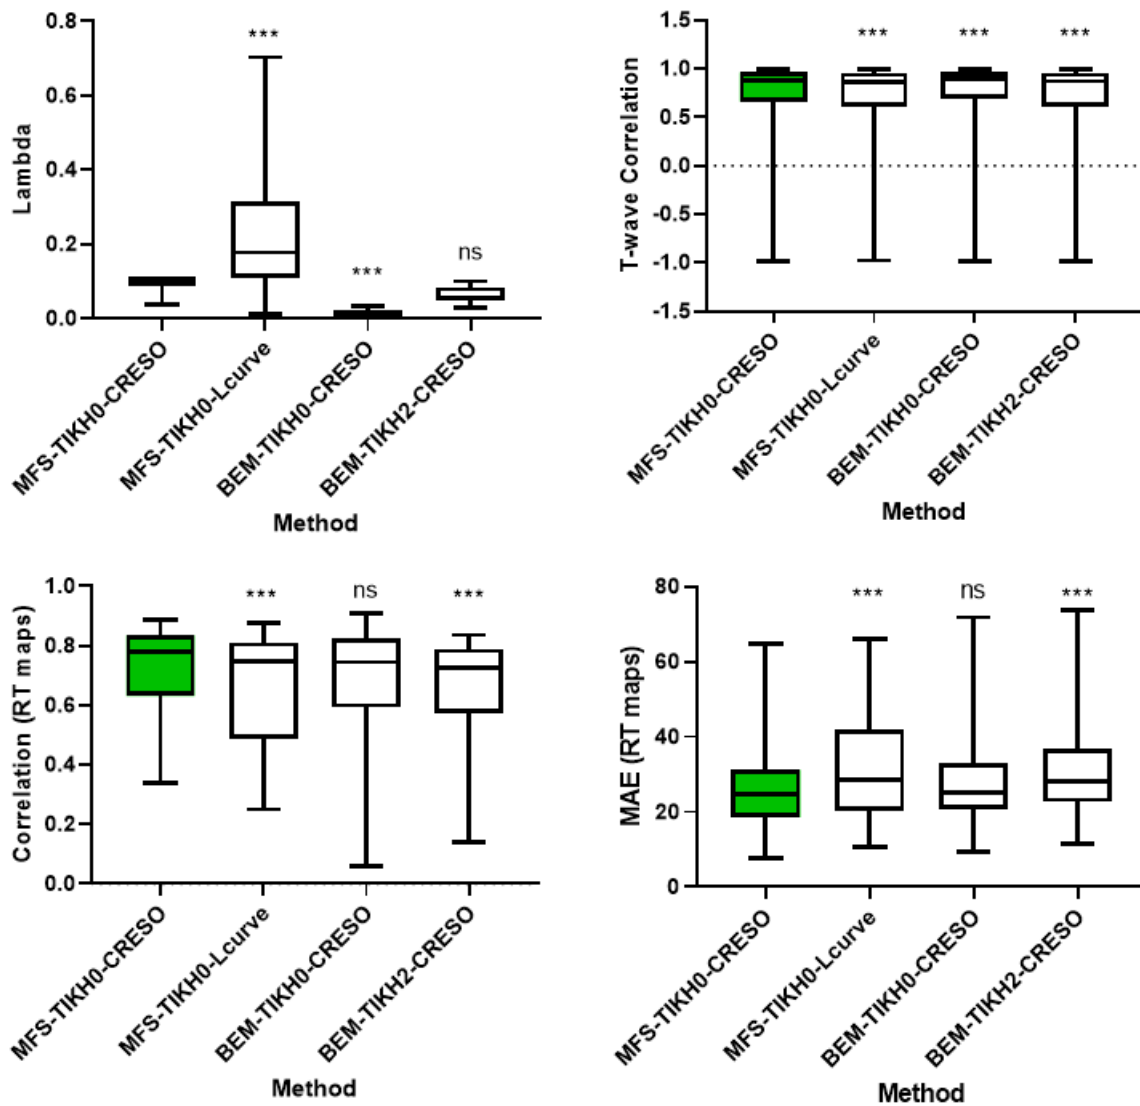 Lambda
0.8
0.6
0.4
0.2
0.0
***
***
ns
MFS-TIKH0-CRESO
MFS-TIKH0-Lcurve
BEM-TIKH0-CRESO
BEM-TIKH2-CRESO
Method
T-wave Correlation
1.5
1.0
0.5
0.0
-0.5
-1.0
-1.5
***
***
***
MFS-TIKH0-CRESO
MFS-TIKH0-Lcurve
BEM-TIKH0-CRESO
BEM-TIKH2-CRESO
Method
Correlation (RT maps)
1.0
0.8
0.6
0.4
0.2
0.0
***
ns
***
MFS-TIKH0-CRESO
MFS-TIKH0-Lcurve
BEM-TIKH0-CRESO
BEM-TIKH2-CRESO
Method
MAE (RT maps)
80
60
40
20
0
***
ns
***
MFS-TIKH0-CRESO
MFS-TIKH0-Lcurve
BEM-TIKH0-CRESO
BEM-TIKH2-CRESO
Method